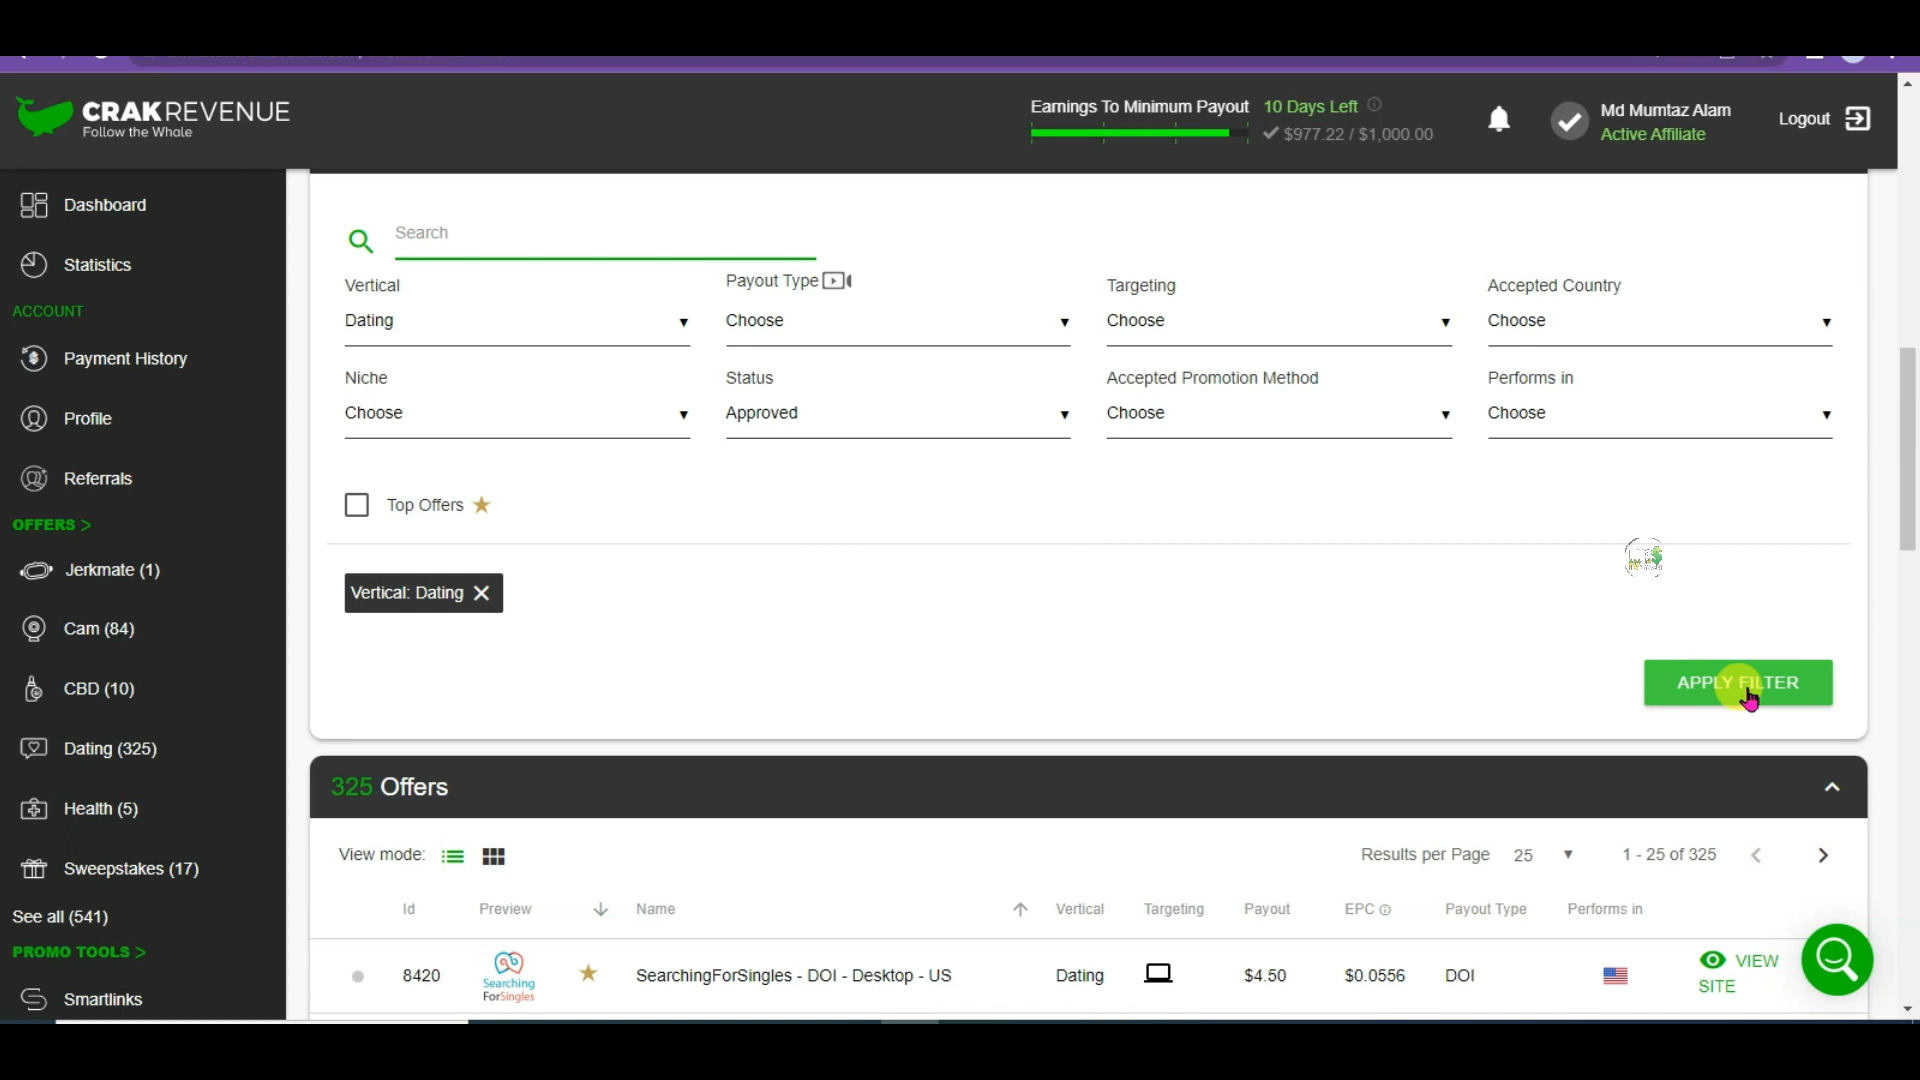 CRAKREVENUE
Follow the Whale
Earnings To Minimum Payout 10 Days Left
$977.22 / $1,000.00
Md Mumtaz Alam
Active Affiliate
Logout
Dashboard
Statistics
ACCOUNT
Payment History
Profile
Referrals
OFFERS >
Jerkmate (1)
Cam (84)
CBD (10)
Dating (325)
Health (5)
Sweepstakes (17)
See all (541)
PROMO TOOLS >
Smartlinks
Search
Vertical Payout Type Targeting Accepted Country
Dating Choose Choose Choose
Niche Status Accepted Promotion Method Performs in
Choose Approved Choose Choose
Top Offers
Vertical: Dating
APPLY FILTER
325 Offers
View mode: Results per Page 25 1 - 25 of 325
Id Preview Name Vertical Targeting Payout EPC Payout Type Performs in
8420 Searching ForSingles SearchingForSingles - DOI - Desktop - US Dating $4.50 $0.0556 DOI VIEW SITE